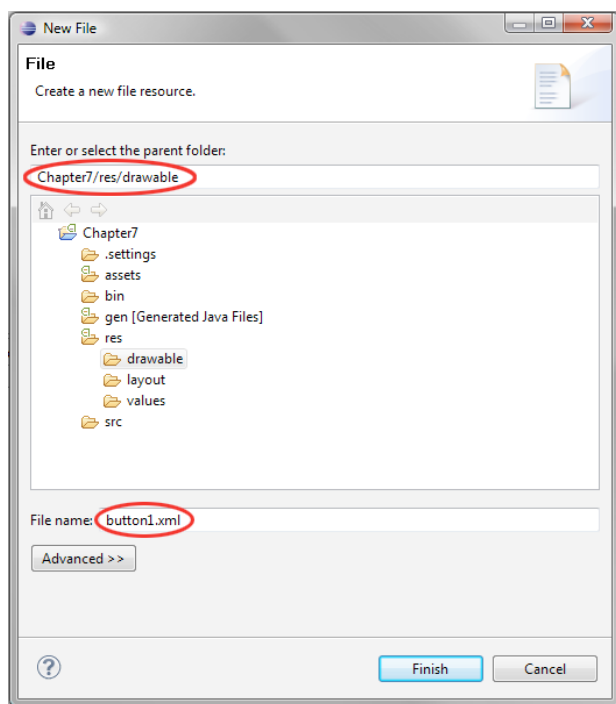 New File
File
Create a new file resource.
Enter or select the parent folder:
Chapter7/res/drawable
Chapter7
.settings
assets
bin
gen [Generated Java Files]
res
drawable
layout
values
src
File name: button1.xml
Advanced >>
? Finish Cancel